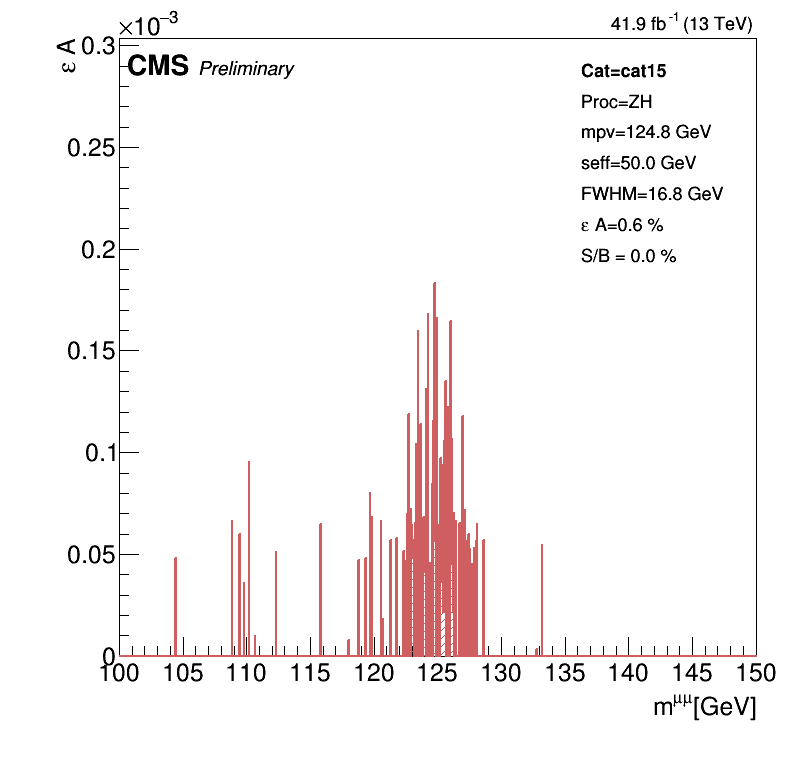 ×10⁻³
41.9 fb⁻¹ (13 TeV)
ε A
CMS Preliminary
Cat=cat15
Proc=ZH
mpv=124.8 GeV
seff=50.0 GeV
FWHM=16.8 GeV
ε A=0.6 %
S/B = 0.0 %
0.3
0.25
0.2
0.15
0.1
0.05
0
100 105 110 115 120 125 130 135 140 145 150
m^μμ[GeV]